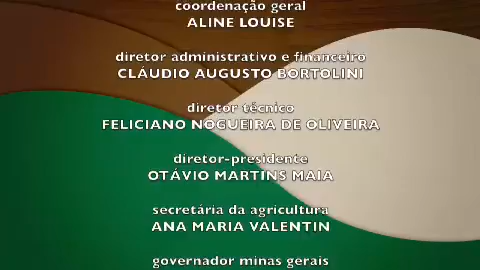 coordenação geral
ALINE LOUISE
diretor administrativo e financeiro
CLÁUDIO AUGUSTO BORTOLINI
diretor técnico
FELICIANO NOGUEIRA DE OLIVEIRA
diretor-presidente
OTÁVIO MARTINS MAIA
secretária da agricultura
ANA MARIA VALENTIN
governador minas gerais